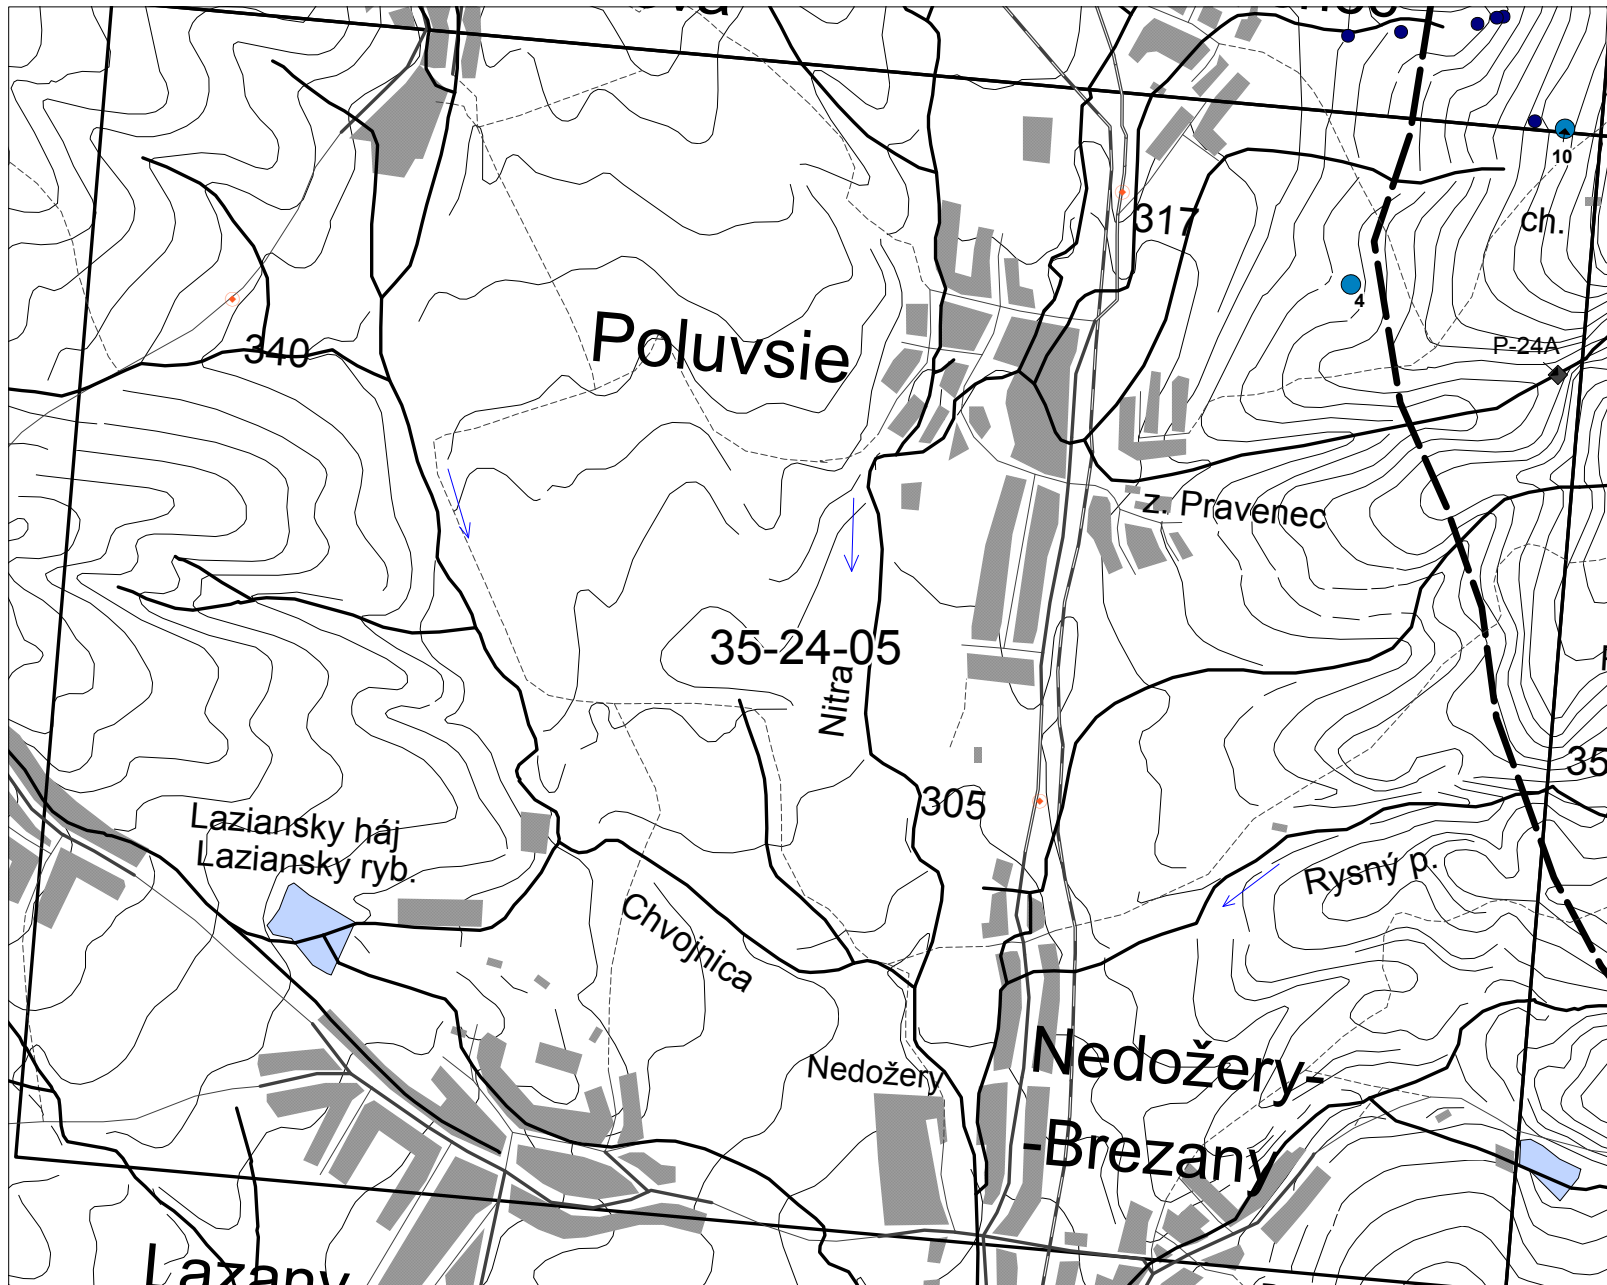 10
317
ch.
4
Poluvsie
340
P-24A
z. Pravenec
35-24-05
Nitra
35
305
Laziansky háj
Laziansky ryb.
Rysný p.
Chvojnica
Nedožery
Nedožery-
-Brezany
Lazany